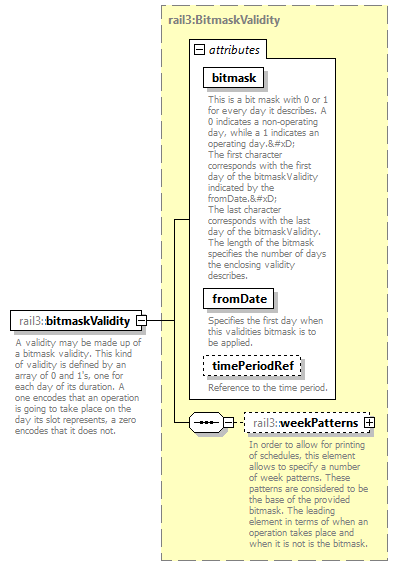 rail3:BitmaskValidity
attributes
bitmask
This is a bit mask with 0 or 1
for every day it describes. A
0 indicates a non-operating
day, while a 1 indicates an
operating day.&#xD;
The first character
corresponds with the first
day of the bitmaskValidity
indicated by the
fromDate.&#xD;
The last character
corresponds with the last
day of the bitmaskValidity.
The length of the bitmask
specifies the number of days
the enclosing validity
describes.
fromDate
Specifies the first day when
this validities bitmask is to
be applied.
timePeriodRef
Reference to the time period.
rail3::bitmaskValidity
A validity may be made up of
a bitmask validity. This kind
of validity is defined by an
array of 0 and 1's, one for
each day of its duration. A
one encodes that an operation
is going to take place on the
day its slot represents, a zero
encodes that it does not.
rail3::weekPatterns
In order to allow for printing
of schedules, this element
allows to specify a number
of week patterns. These
patterns are considered to be
the base of the provided
bitmask. The leading
element in terms of when an
operation takes place and
when it is not is the bitmask.